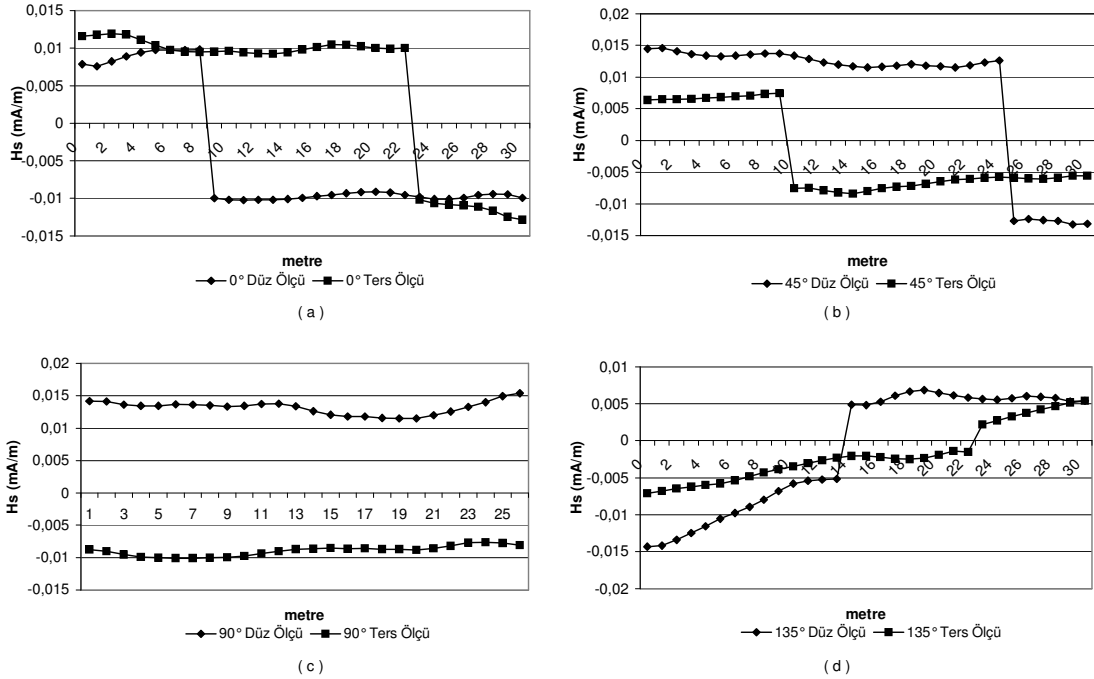 0,015
0,01
0,005
0
-0,005
-0,01
-0,015
Hs (mA/m)
0 2 4 6 8 10 12 14 16 18 20 22 24 26 28 30
metre
0° Düz Ölçü 0° Ters Ölçü
( a )
0,02
0,015
0,01
0,005
0
-0,005
-0,01
-0,015
Hs (mA/m)
0 2 4 6 8 10 12 14 16 18 20 22 24 26 28 30
metre
45° Düz Ölçü 45° Ters Ölçü
( b )
0,02
0,015
0,01
0,005
0
-0,005
-0,01
-0,015
Hs (mA/m)
1 3 5 7 9 11 13 15 17 19 21 23 25
metre
90° Düz Ölçü 90° Ters Ölçü
( c )
0,01
0,005
0
-0,005
-0,01
-0,015
-0,02
Hs (mA/m)
0 2 4 6 8 10 12 14 16 18 20 22 24 26 28 30
metre
135° Düz Ölçü 135° Ters Ölçü
( d )